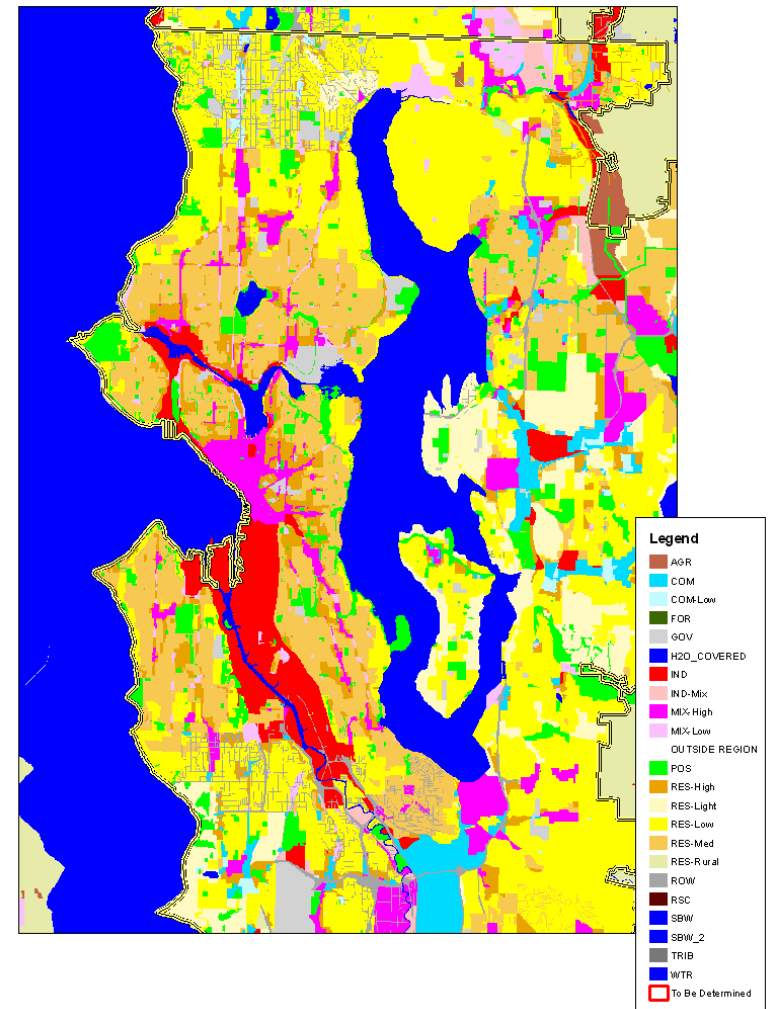 Legend
AGR
COM
COM-Low
FOR
GOV
H2O_COVERED
IND
IND-Mix
MIX-High
MIX-Low
OUTSIDE REGION
POS
RES-High
RES-Light
RES-Low
RES-Med
RES-Rural
ROW
RSC
SBW
SBW_2
TRIB
WTR
To Be Determined